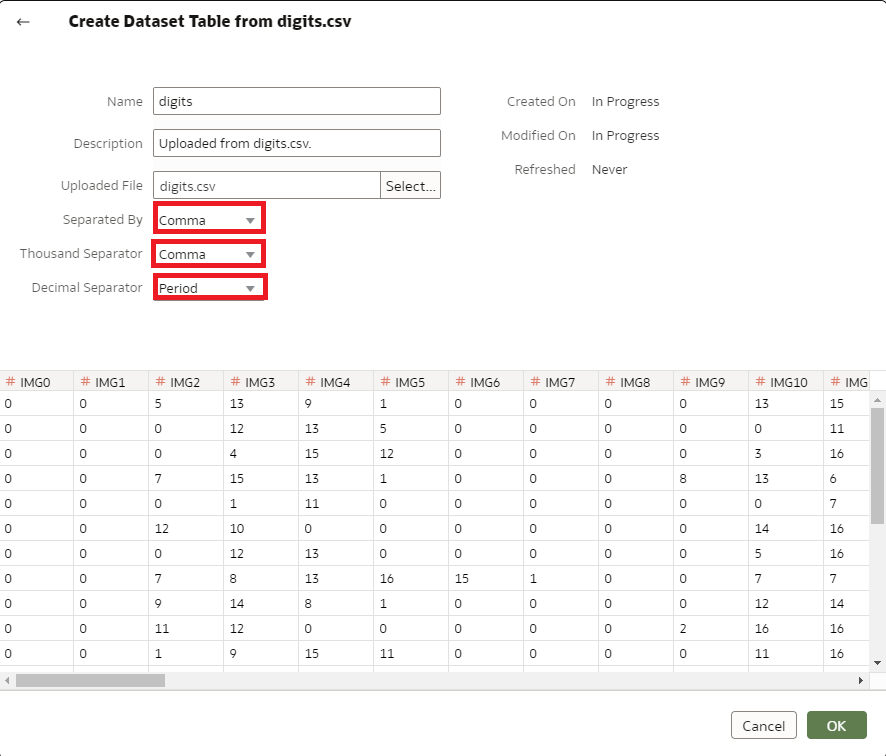 ← Create Dataset Table from digits.csv
Name digits Created On In Progress
Description Uploaded from digits.csv. Modified On In Progress
Uploaded File digits.csv Select... Refreshed Never
Separated By Comma
Thousand Separator Comma
Decimal Separator Period
# IMG0 # IMG1 # IMG2 # IMG3 # IMG4 # IMG5 # IMG6 # IMG7 # IMG8 # IMG9 # IMG10 # IMG
0 0 5 13 9 1 0 0 0 0 13 15
0 0 0 12 13 5 0 0 0 0 0 11
0 0 0 4 15 12 0 0 0 0 3 16
0 0 7 15 13 1 0 0 0 8 13 6
0 0 0 1 11 0 0 0 0 0 0 7
0 0 12 10 0 0 0 0 0 0 14 16
0 0 0 12 13 0 0 0 0 0 5 16
0 0 7 8 13 16 15 1 0 0 7 7
0 0 9 14 8 1 0 0 0 0 12 14
0 0 11 12 0 0 0 0 0 2 16 16
0 0 1 9 15 11 0 0 0 0 11 16
Cancel OK